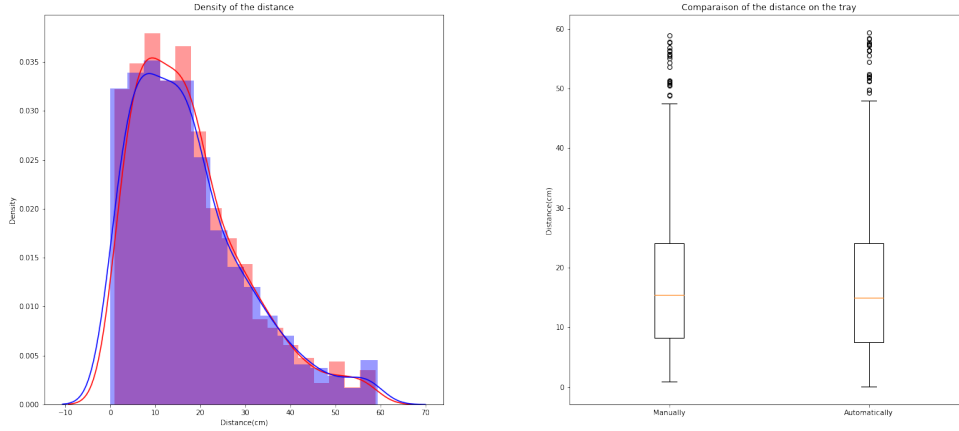 Density of the distance
Density
0.035
0.030
0.025
0.020
0.015
0.010
0.005
0.000
−10 0 10 20 30 40 50 60 70
Distance(cm)
Comparaison of the distance on the tray
Distance(cm)
60
50
40
30
20
10
0
Manually Automatically